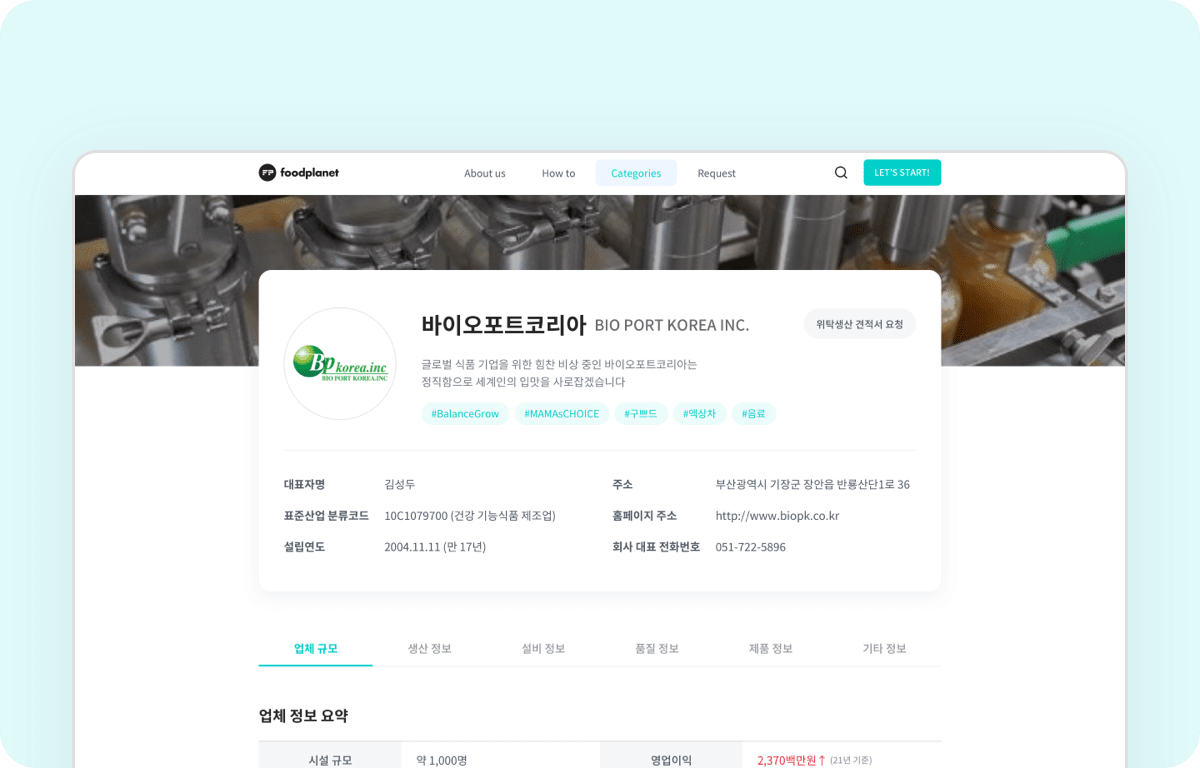 FP foodplanet
About us How to Categories Request LET'S START!
바이오포트코리아 BIO PORT KOREA INC. 위탁생산 견적서 요청
Bp korea.inc
BIO PORT KOREA.INC
글로벌 식품 기업을 위한 힘찬 비상 중인 바이오포트코리아는
정직함으로 세계인의 입맛을 사로잡겠습니다
#BalanceGrow #MAMAsCHOICE #구쁘드 #액상차 #음료
대표자명 김성두 주소 부산광역시 기장군 장안읍 반룡산단1로 36
표준산업 분류코드 10C1079700 (건강 기능식품 제조업) 홈페이지 주소 http://www.biopk.co.kr
설립연도 2004.11.11 (만 17년) 회사 대표 전화번호 051-722-5896
업체 규모 생산 정보 설비 정보 품질 정보 제품 정보 기타 정보
업체 정보 요약
시설 규모 약 1,000명 영업이익 2,370백만원↑ (21년 기준)